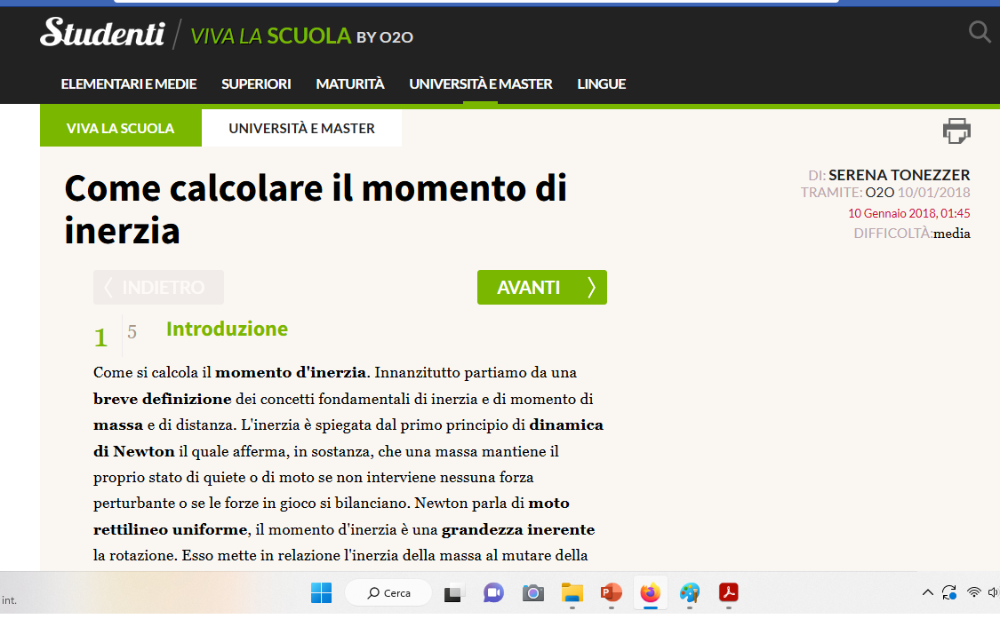 Studenti / VIVA LA SCUOLA BY O2O
ELEMENTARI E MEDIE SUPERIORI MATURITÀ UNIVERSITÀ E MASTER LINGUE
VIVA LA SCUOLA UNIVERSITÀ E MASTER
Come calcolare il momento di
inerzia
DI: SERENA TONEZZER
TRAMITE: O2O 10/01/2018
10 Gennaio 2018, 01:45
DIFFICOLTÀ:media
INDIETRO AVANTI
1 5 Introduzione
Come si calcola il momento d'inerzia. Innanzitutto partiamo da una
breve definizione dei concetti fondamentali di inerzia e di momento di
massa e di distanza. L'inerzia è spiegata dal primo principio di dinamica
di Newton il quale afferma, in sostanza, che una massa mantiene il
proprio stato di quiete o di moto se non interviene nessuna forza
perturbante o se le forze in gioco si bilanciano. Newton parla di moto
rettilineo uniforme, il momento d'inerzia è una grandezza inerente
la rotazione. Esso mette in relazione l'inerzia della massa al mutare della
int.
Cerca